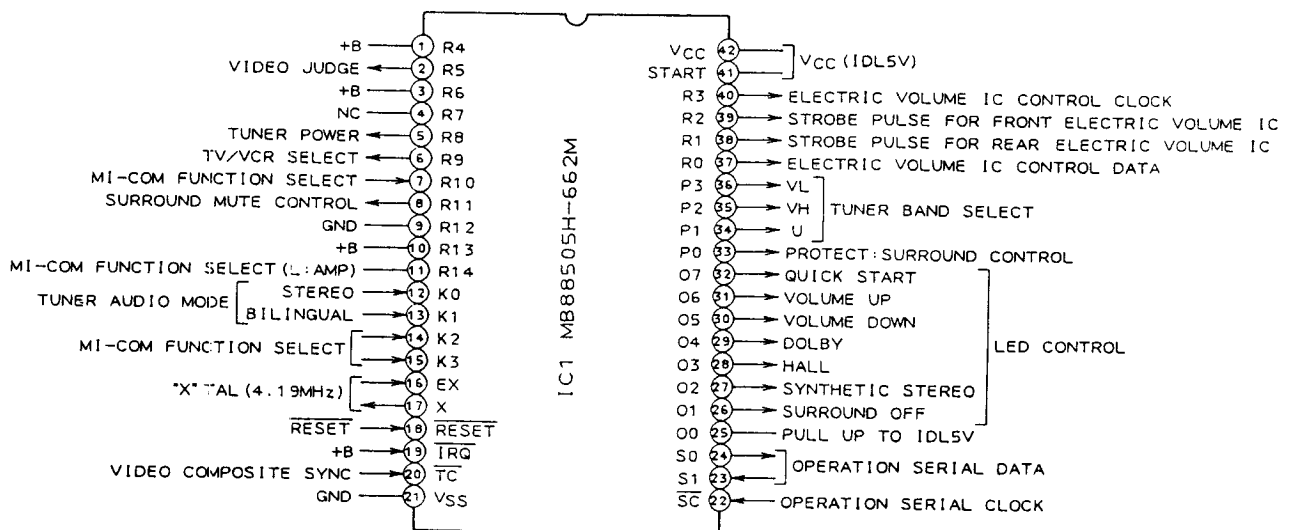 +B 1 R4
VIDEO JUDGE 2 R5
+B 3 R6
NC 4 R7
TUNER POWER 5 R8
TV/VCR SELECT 6 R9
MI-COM FUNCTION SELECT 7 R10
SURROUND MUTE CONTROL 8 R11
GND 9 R12
+B 10 R13
MI-COM FUNCTION SELECT (L:AMP) 11 R14
TUNER AUDIO MODE
STEREO 12 K0
BILINGUAL 13 K1
MI-COM FUNCTION SELECT
14 K2
15 K3
"X" TAL (4.19MHz)
16 EX
17 X
RESET 18 RESET
+B 19 IRQ
VIDEO COMPOSITE SYNC 20 TC
GND 21 VSS
IC1 MB88505H-662M
VCC 42
START 41
VCC (IDL5V)
R3 40 ELECTRIC VOLUME IC CONTROL CLOCK
R2 39 STROBE PULSE FOR FRONT ELECTRIC VOLUME IC
R1 38 STROBE PULSE FOR REAR ELECTRIC VOLUME IC
R0 37 ELECTRIC VOLUME IC CONTROL DATA
P3 36 VL
P2 35 VH
P1 34 U
TUNER BAND SELECT
P0 33 PROTECT:SURROUND CONTROL
O7 32 QUICK START
O6 31 VOLUME UP
O5 30 VOLUME DOWN
O4 29 DOLBY
O3 28 HALL
O2 27 SYNTHETIC STEREO
O1 26 SURROUND OFF
LED CONTROL
O0 25 PULL UP TO IDL5V
S0 24
S1 23
OPERATION SERIAL DATA
SC 22 OPERATION SERIAL CLOCK